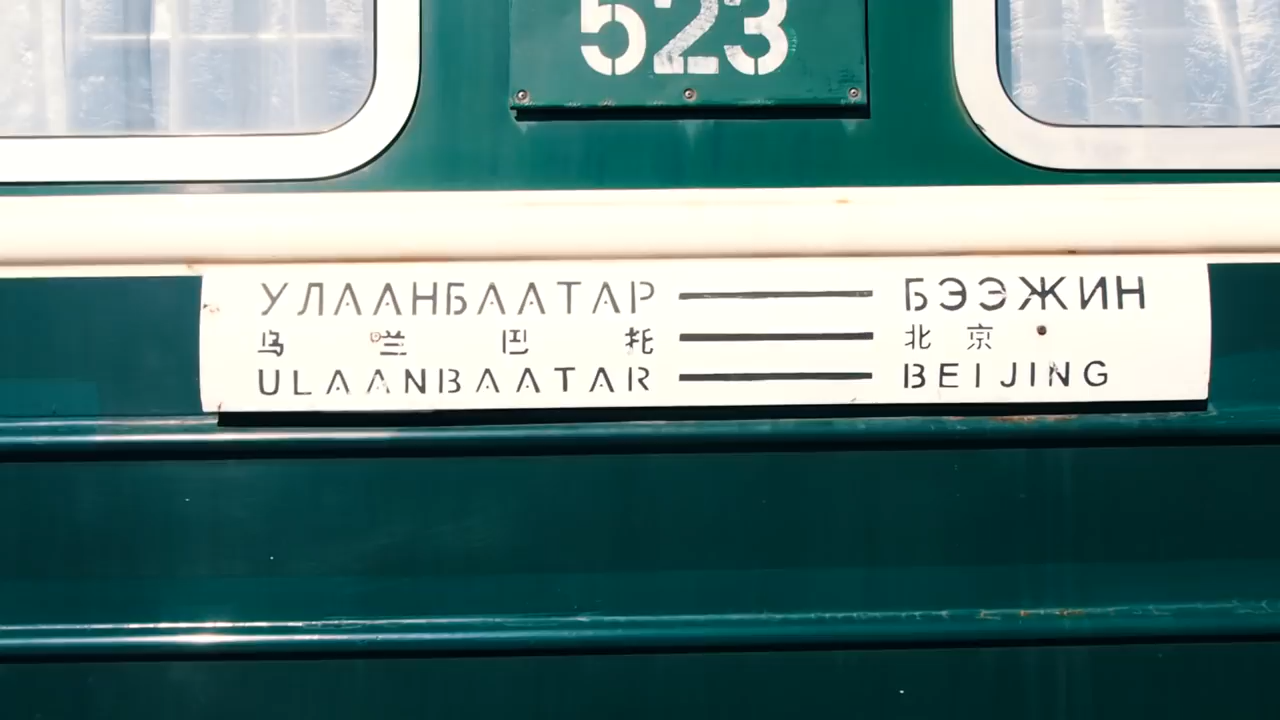 523
УЛААНБААТАР —— БЭЭЖИН
乌兰巴托 —— 北京
ULAANBAATAR —— BEIJING